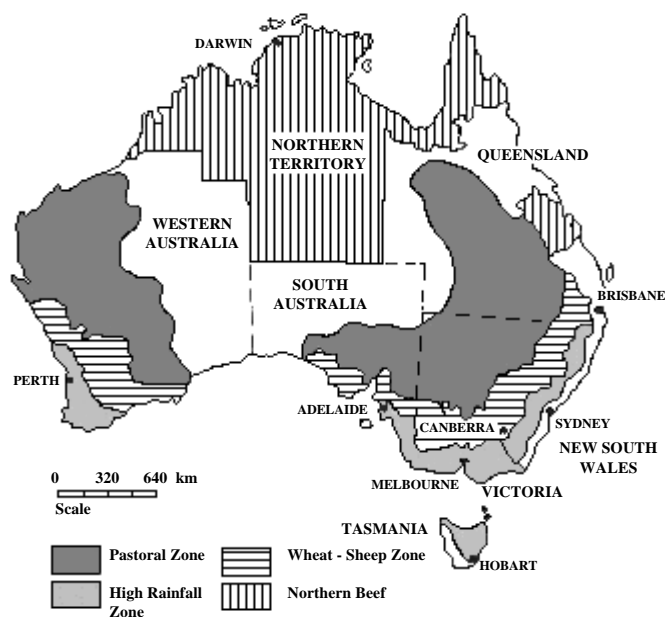 DARWIN
NORTHERN
TERRITORY
QUEENSLAND
WESTERN
AUSTRALIA
SOUTH
AUSTRALIA
BRISBANE
PERTH
ADELAIDE
CANBERRA
SYDNEY
NEW SOUTH
WALES
MELBOURNE
VICTORIA
0 320 640 km
Scale
TASMANIA
HOBART
Pastoral Zone
Wheat - Sheep Zone
High Rainfall
Zone
Northern Beef